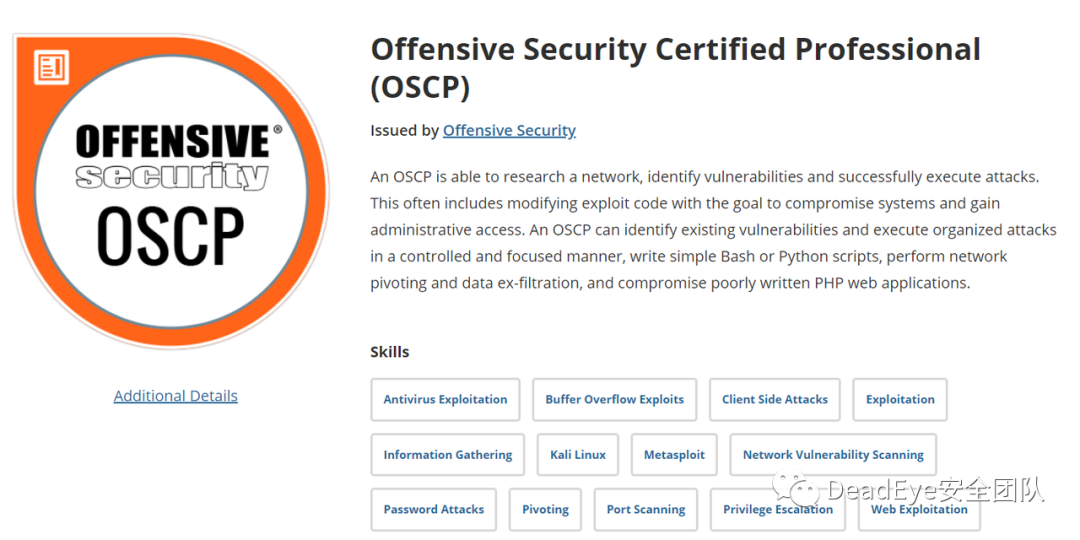 OFFENSIVE®
security
OSCP
Additional Details
Offensive Security Certified Professional
(OSCP)
Issued by Offensive Security
An OSCP is able to research a network, identify vulnerabilities and successfully execute attacks.
This often includes modifying exploit code with the goal to compromise systems and gain
administrative access. An OSCP can identify existing vulnerabilities and execute organized attacks
in a controlled and focused manner, write simple Bash or Python scripts, perform network
pivoting and data ex-filtration, and compromise poorly written PHP web applications.
Skills
Antivirus Exploitation Buffer Overflow Exploits Client Side Attacks Exploitation
Information Gathering Kali Linux Metasploit Network Vulnerability Scanning
Password Attacks Pivoting Port Scanning Privilege Escalation Web Exploitation
DeadEye安全团队